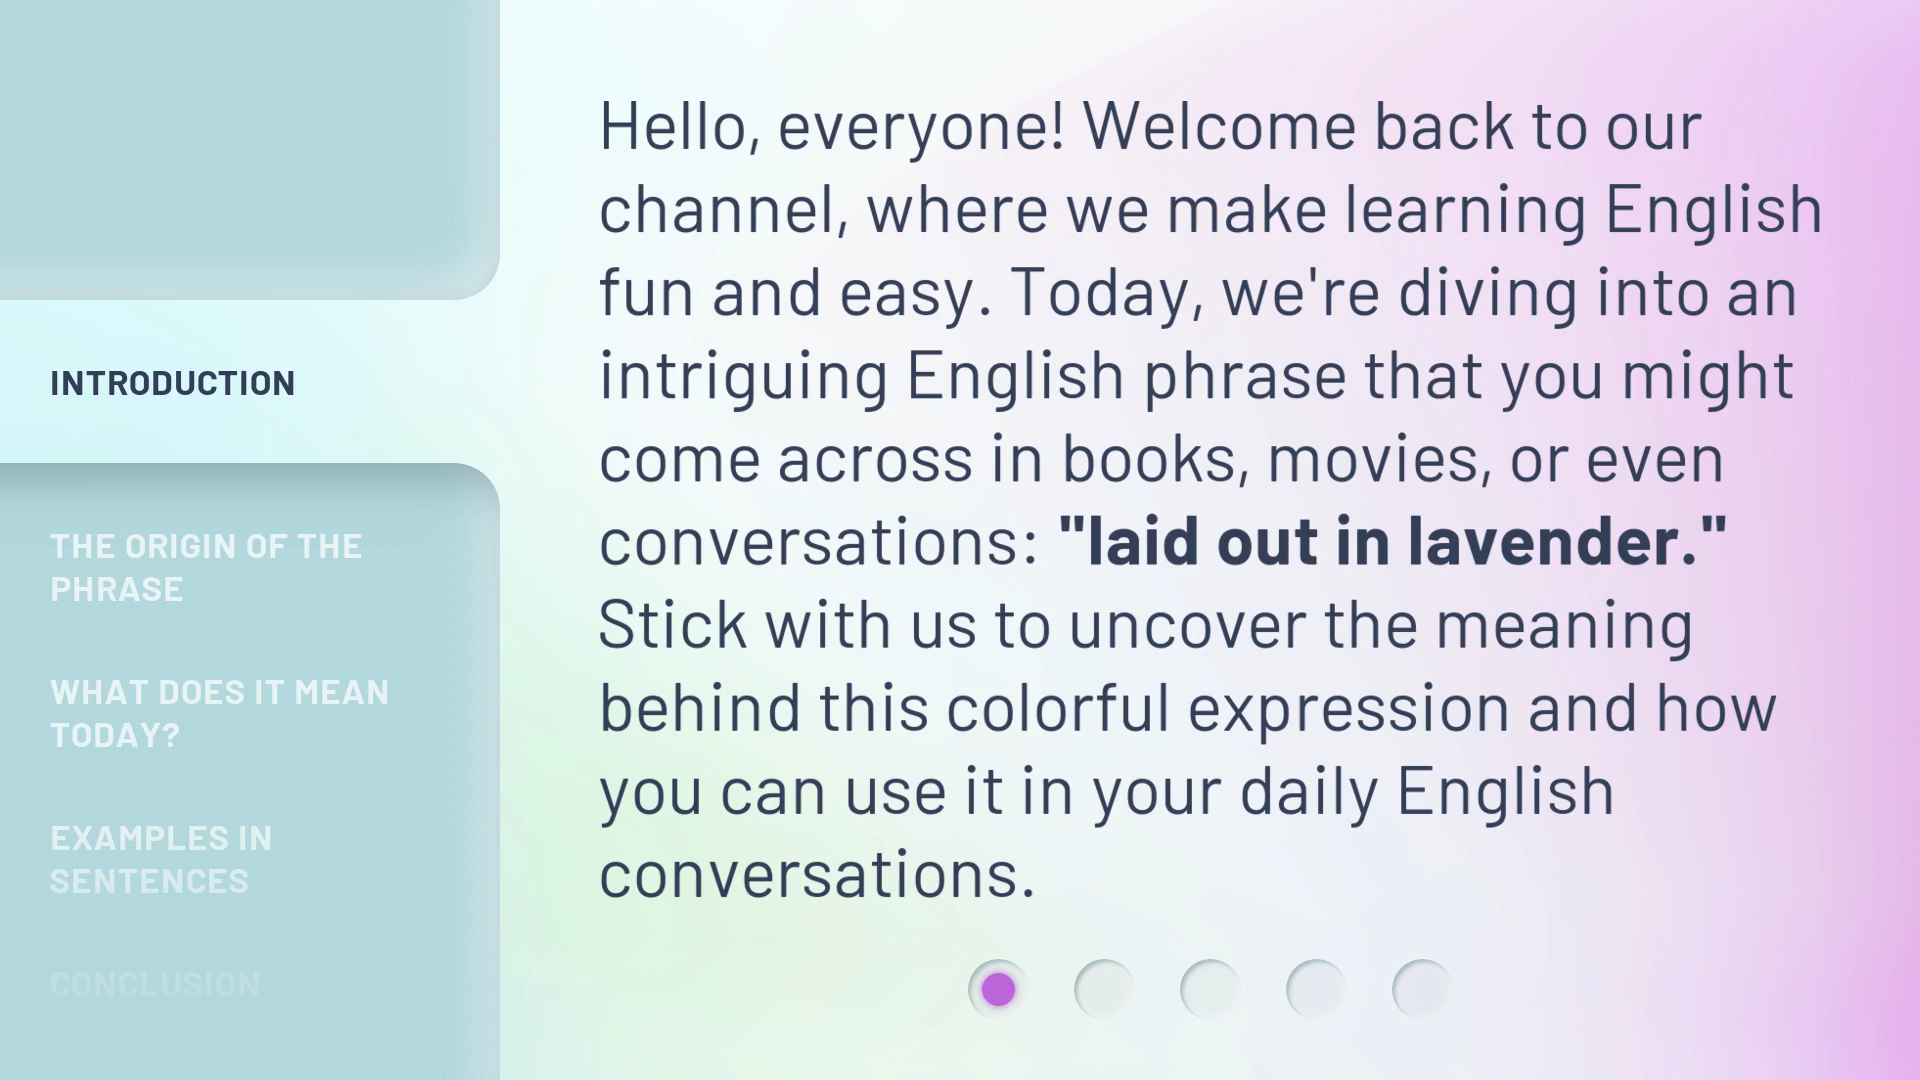 INTRODUCTION
THE ORIGIN OF THE
PHRASE
WHAT DOES IT MEAN
TODAY?
EXAMPLES IN
SENTENCES
CONCLUSION
Hello, everyone! Welcome back to our
channel, where we make learning English
fun and easy. Today, we're diving into an
intriguing English phrase that you might
come across in books, movies, or even
conversations: "laid out in lavender."
Stick with us to uncover the meaning
behind this colorful expression and how
you can use it in your daily English
conversations.